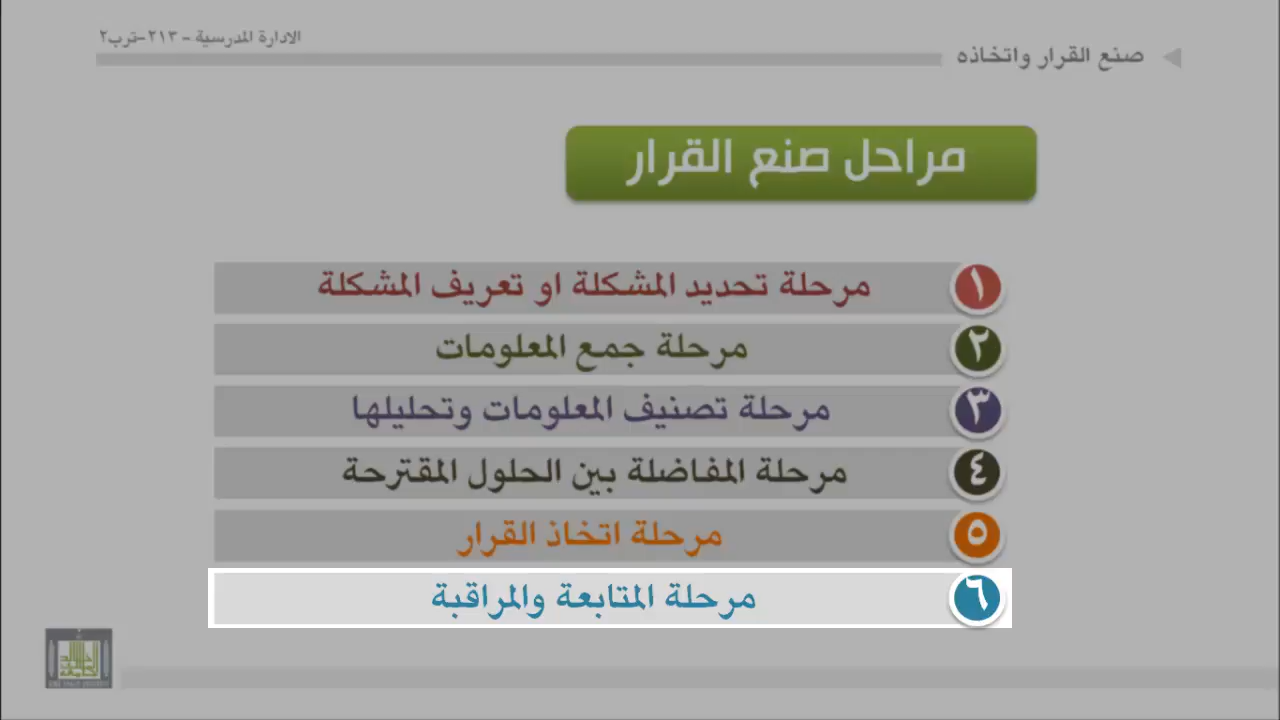 الادارة المدرسية - ٢١٣-ترب٢
صنع القرار واتخاذه
مراحل صنع القرار
١ مرحلة تحديد المشكلة او تعريف المشكلة
٢ مرحلة جمع المعلومات
٣ مرحلة تصنيف المعلومات وتحليلها
٤ مرحلة المفاضلة بين الحلول المقترحة
٥ مرحلة اتخاذ القرار
٦ مرحلة المتابعة والمراقبة